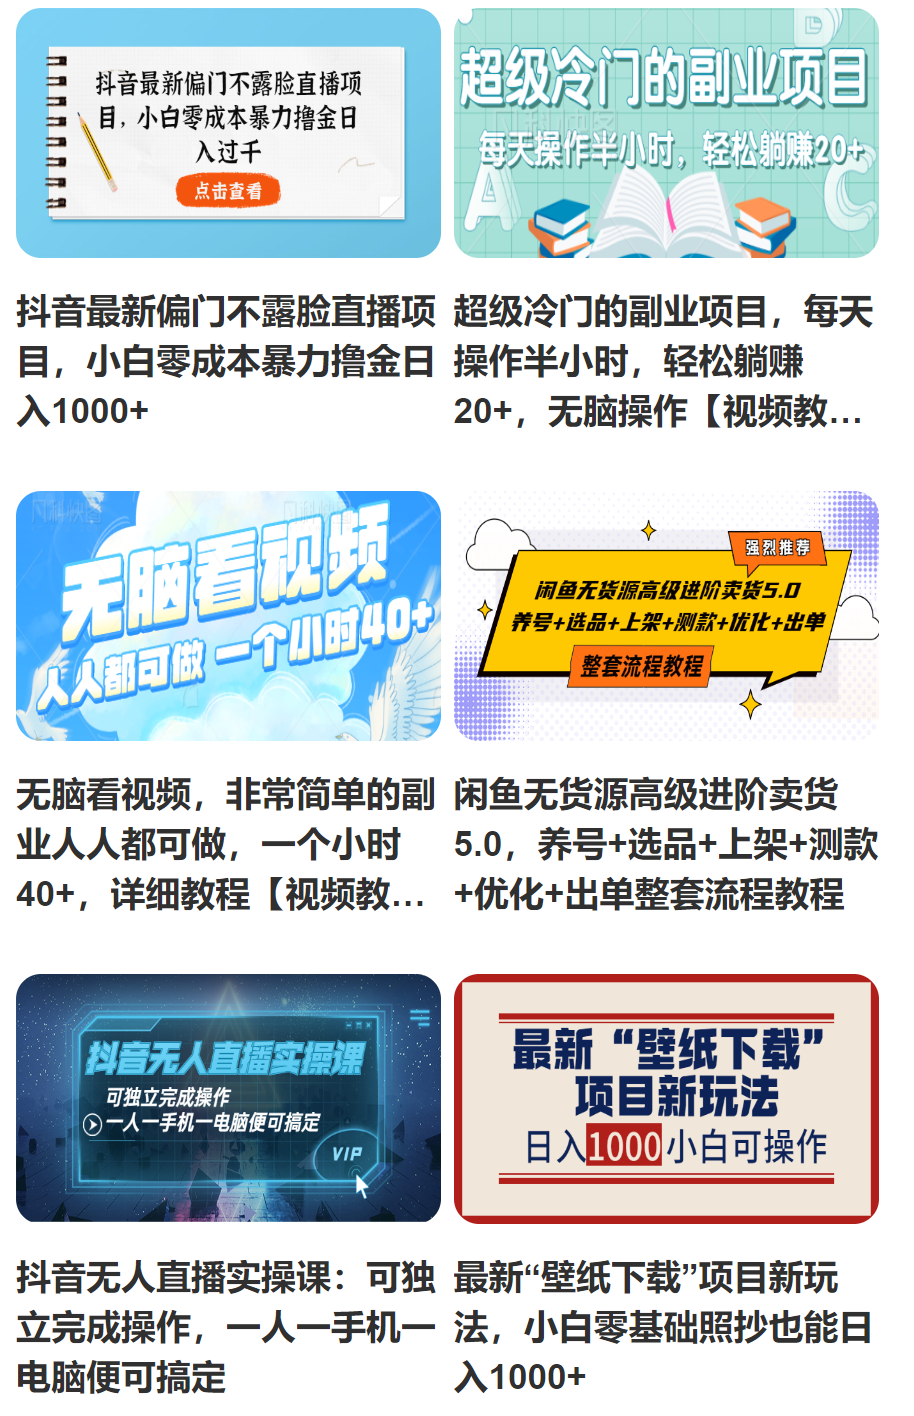 抖音最新偏门不露脸直播项
目，小白零成本暴力撸金日
入过千
点击查看
超级冷门的副业项目
每天操作半小时，轻松躺赚20+
A
B
C
抖音最新偏门不露脸直播项
目，小白零成本暴力撸金日
入1000+
超级冷门的副业项目，每天
操作半小时，轻松躺赚
20+，无脑操作【视频教...
凡科快图
凡科快图
无脑看视频
人人都可做 一个小时40+
强烈推荐
闲鱼无货源高级进阶卖货5.0
养号+选品+上架+测款+优化+出单
整套流程教程
无脑看视频，非常简单的副
业人人都可做，一个小时
40+，详细教程【视频教...
闲鱼无货源高级进阶卖货
5.0，养号+选品+上架+测款
+优化+出单整套流程教程
抖音无人直播实操课
可独立完成操作
一人一手机一电脑便可搞定
VIP
最新“壁纸下载”
项目新玩法
日入1000小白可操作
抖音无人直播实操课：可独
立完成操作，一人一手机一
电脑便可搞定
最新“壁纸下载”项目新玩
法，小白零基础照抄也能日
入1000+